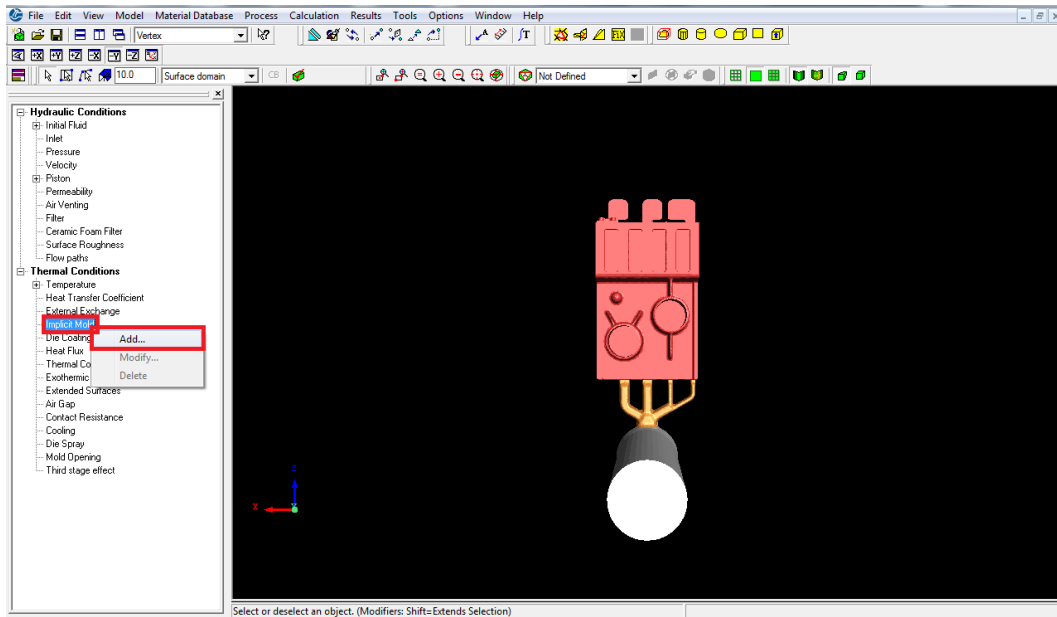 File Edit View Model Material Database Process Calculation Results Tools Options Window Help
Vertex
+X +Y +Z -X -Y -Z
10.0 Surface domain CB Not Defined
Hydraulic Conditions
Initial Fluid
Inlet
Pressure
Velocity
Piston
Permeability
Air Venting
Filter
Ceramic Foam Filter
Surface Roughness
Flow paths
Thermal Conditions
Temperature
Heat Transfer Coefficient
External Exchange
Implicit Mold
Die Coating
Add...
Heat Flux
Modify...
Thermal Co
Exothermic
Delete
Extended Surfaces
Air Gap
Contact Resistance
Cooling
Die Spray
Mold Opening
Third stage effect
Z
X
Select or deselect an object. (Modifiers: Shift=Extends Selection)